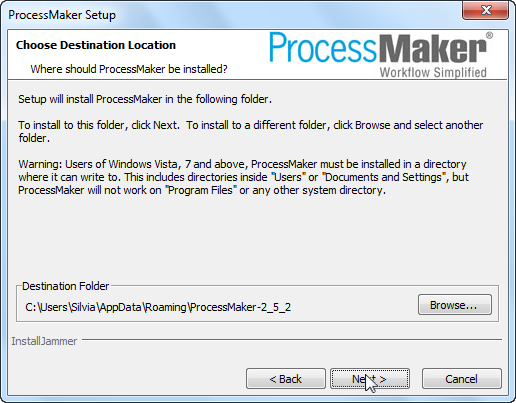 ProcessMaker Setup
Choose Destination Location
Where should ProcessMaker be installed?
ProcessMaker®
Workflow Simplified
Setup will install ProcessMaker in the following folder.
To install to this folder, click Next. To install to a different folder, click Browse and select another
folder.
Warning: Users of Windows Vista, 7 and above, ProcessMaker must be installed in a directory
where it can write to. This includes directories inside "Users" or "Documents and Settings", but
ProcessMaker will not work on "Program Files" or any other system directory.
Destination Folder
C:\Users\Silvia\AppData\Roaming\ProcessMaker-2_5_2
Browse...
InstallJammer
< Back
Next >
Cancel